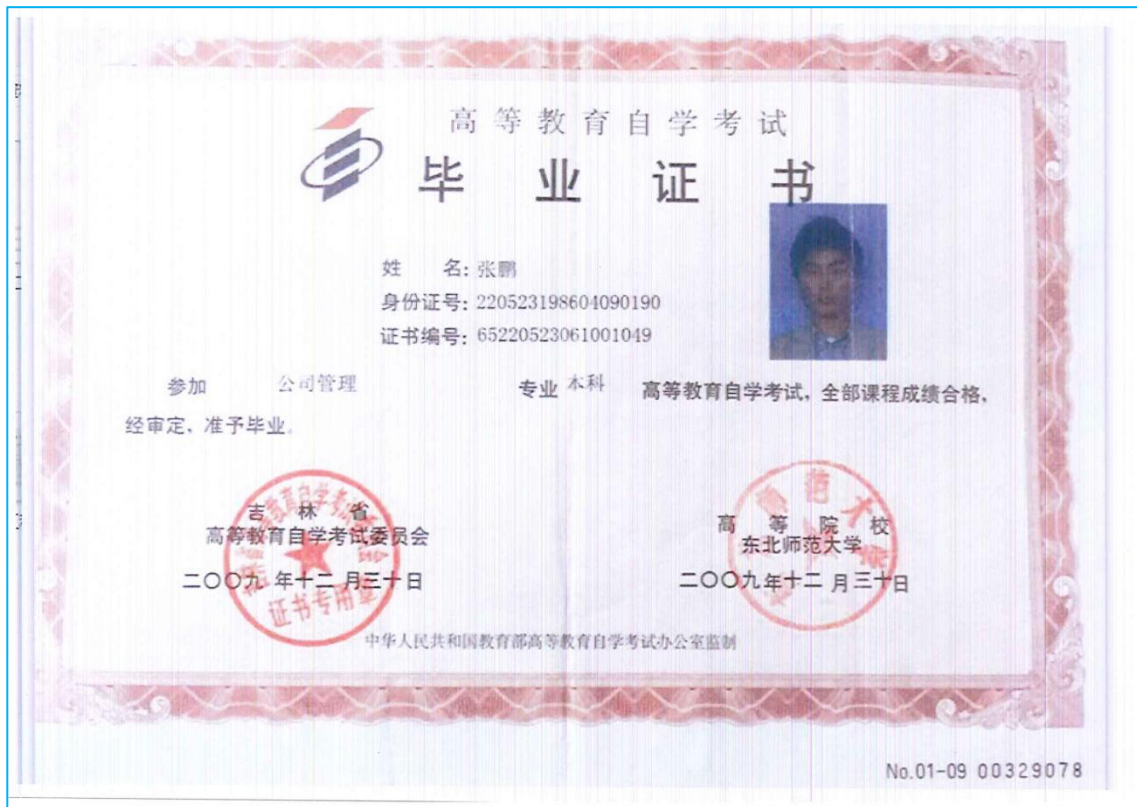 高等教育自学考试
毕业证书
姓 名：张鹏
身份证号：220523198604090190
证书编号：65220523061001049
参加 公司管理 专业 本科 高等教育自学考试，全部课程成绩合格，
经审定，准予毕业。
吉林省
高等教育自学考试委员会
二〇〇九年十二月三十日
证书专用章
高等院校
东北师范大学
二〇〇九年十二月三十日
中华人民共和国教育部高等教育自学考试办公室监制
No.01-09 00329078